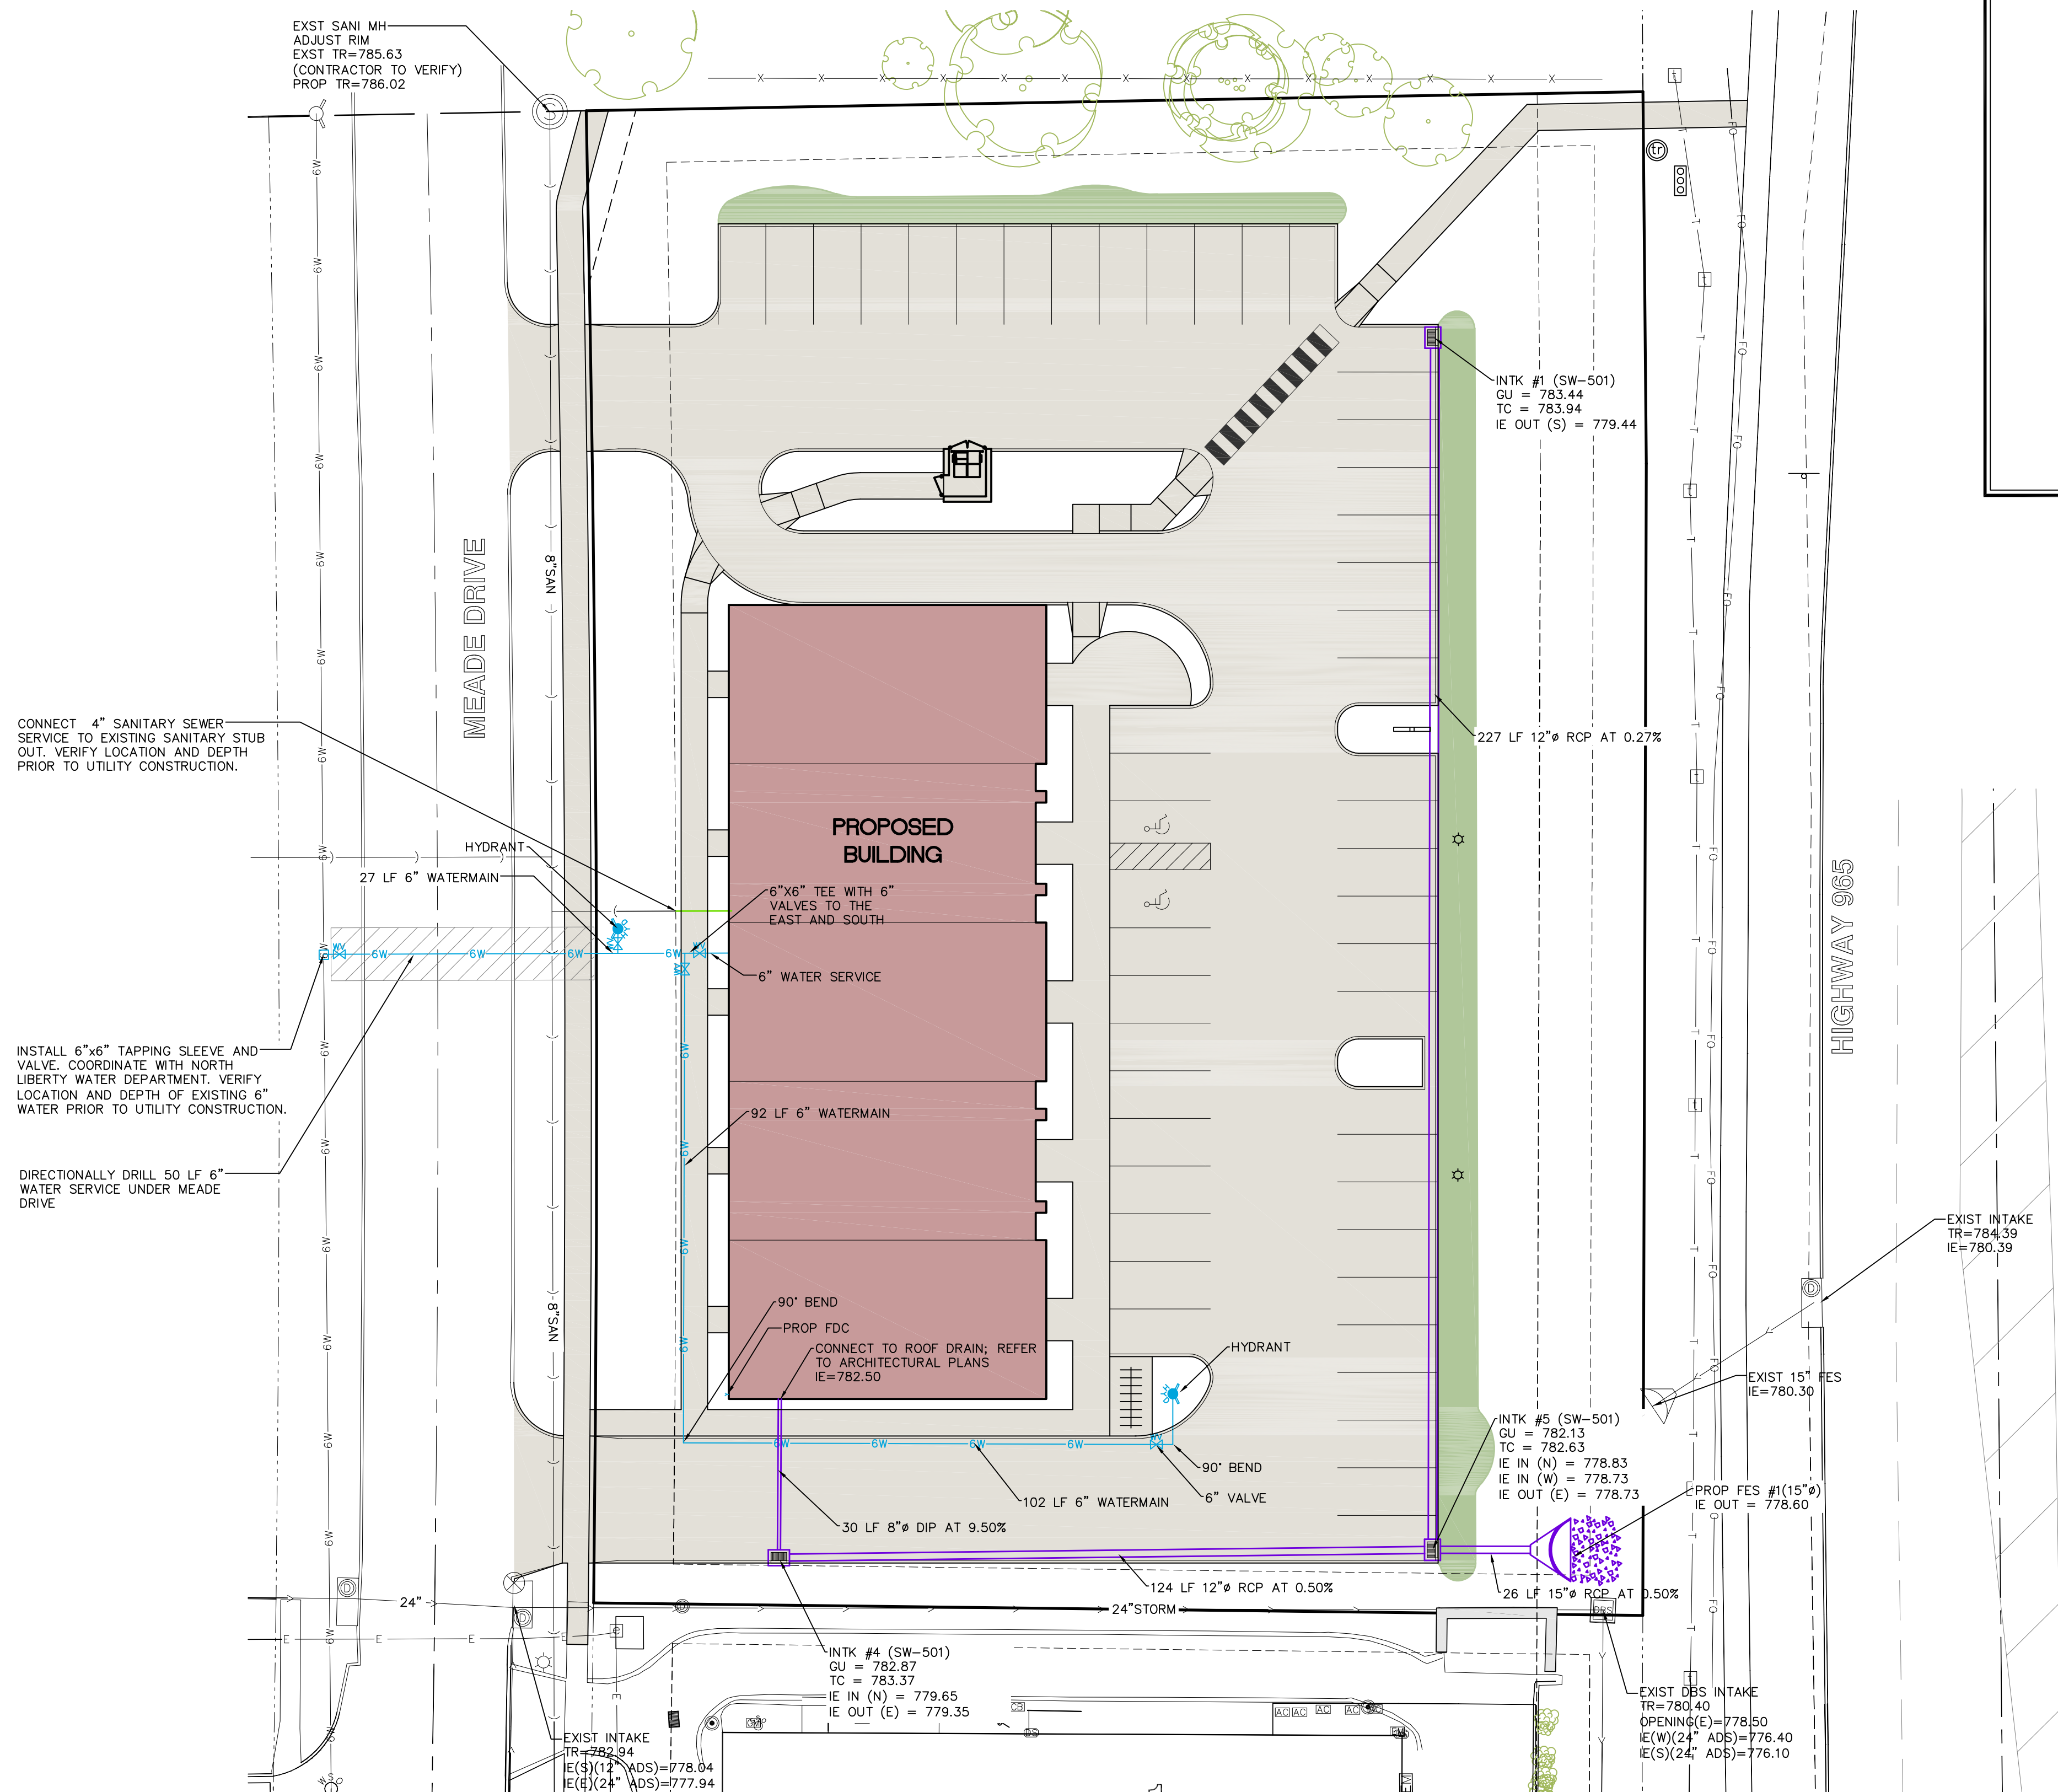 EXST SANI MH
ADJUST RIM
EXST TR=785.63
(CONTRACTOR TO VERIFY)
PROP TR=786.02
INTK #1 (SW-501)
GU = 783.44
TC = 783.94
IE OUT (S) = 779.44
MEADE DRIVE
8"SAN
CONNECT 4" SANITARY SEWER
SERVICE TO EXISTING SANITARY STUB
OUT. VERIFY LOCATION AND DEPTH
PRIOR TO UTILITY CONSTRUCTION.
227 LF 12"ø RCP AT 0.27%
PROPOSED
BUILDING
HYDRANT
27 LF 6" WATERMAIN
6"X6" TEE WITH 6"
VALVES TO THE
EAST AND SOUTH
6" WATER SERVICE
HIGHWAY 965
INSTALL 6"x6" TAPPING SLEEVE AND
VALVE. COORDINATE WITH NORTH
LIBERTY WATER DEPARTMENT. VERIFY
LOCATION AND DEPTH OF EXISTING 6"
WATER PRIOR TO UTILITY CONSTRUCTION.
92 LF 6" WATERMAIN
DIRECTIONALLY DRILL 50 LF 6"
WATER SERVICE UNDER MEADE
DRIVE
EXIST INTAKE
TR=784.39
IE=780.39
8"SAN
90° BEND
PROP FDC
CONNECT TO ROOF DRAIN; REFER
TO ARCHITECTURAL PLANS
IE=782.50
HYDRANT
EXIST 15" FES
IE=780.30
INTK #5 (SW-501)
GU = 782.13
TC = 782.63
IE IN (N) = 778.83
IE IN (W) = 778.73
IE OUT (E) = 778.73
90° BEND
6" VALVE
102 LF 6" WATERMAIN
PROP FES #1(15"ø)
IE OUT = 778.60
30 LF 8"ø DIP AT 9.50%
124 LF 12"ø RCP AT 0.50%
26 LF 15"ø RCP AT 0.50%
24"
24"STORM
INTK #4 (SW-501)
GU = 782.87
TC = 783.37
IE IN (N) = 779.65
IE OUT (E) = 779.35
EXIST DBS INTAKE
TR=780.40
OPENING(E)=778.50
IE(W)(24" ADS)=776.40
IE(S)(24" ADS)=776.10
EXIST INTAKE
TR=782.94
IE(S)(12" ADS)=778.04
IE(E)(24" ADS)=777.94